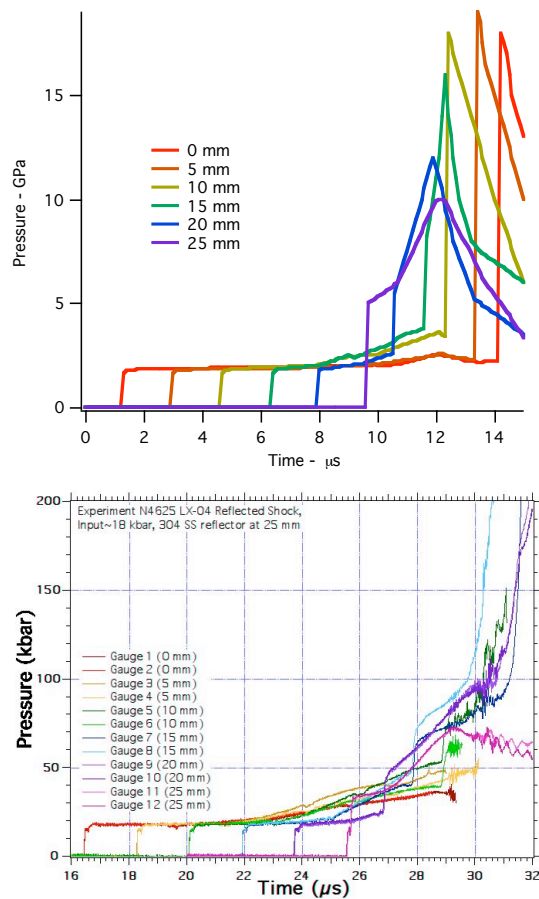 Pressure - GPa
15
10
5
0
0 mm
5 mm
10 mm
15 mm
20 mm
25 mm
0 2 4 6 8 10 12 14
Time - μs
Pressure (kbar)
200
150
100
50
0
Experiment N4625 LX-04 Reflected Shock,
Input~18 kbar, 304 SS reflector at 25 mm
Gauge 1 (0 mm)
Gauge 2 (0 mm)
Gauge 3 (5 mm)
Gauge 4 (5 mm)
Gauge 5 (10 mm)
Gauge 6 (10 mm)
Gauge 7 (15 mm)
Gauge 8 (15 mm)
Gauge 9 (20 mm)
Gauge 10 (20 mm)
Gauge 11 (25 mm)
Gauge 12 (25 mm)
16 18 20 22 24 26 28 30 32
Time (μs)